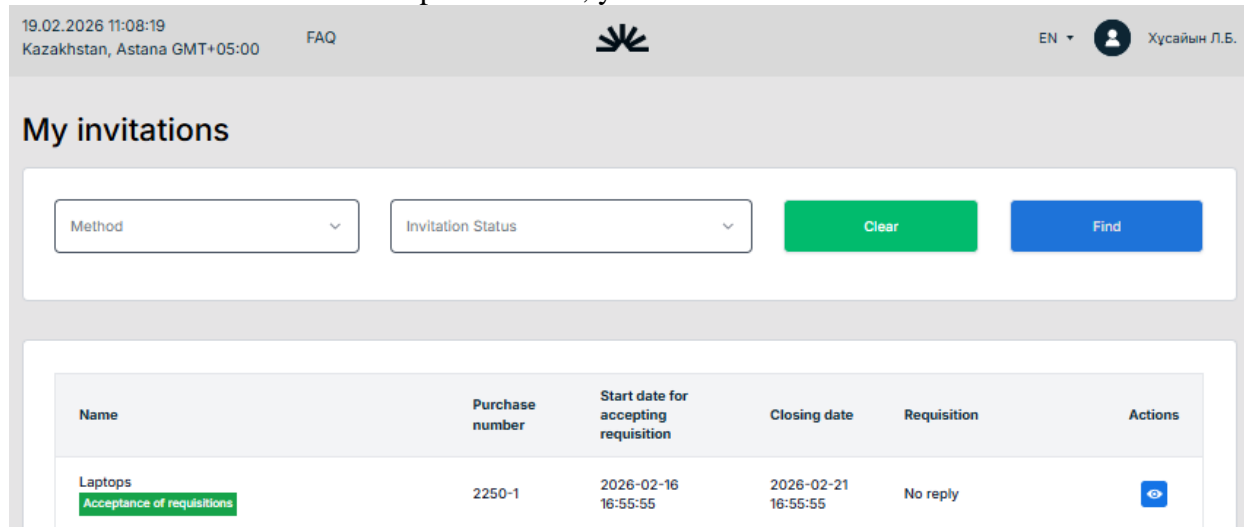 19.02.2026 11:08:19
Kazakhstan, Astana GMT+05:00
FAQ
EN
Хұсайын Л.Б.
My invitations
Method
Invitation Status
Clear
Find
Name
Purchase number
Start date for accepting requisition
Closing date
Requisition
Actions
Laptops
Acceptance of requisitions
2250-1
2026-02-16 16:55:55
2026-02-21 16:55:55
No reply